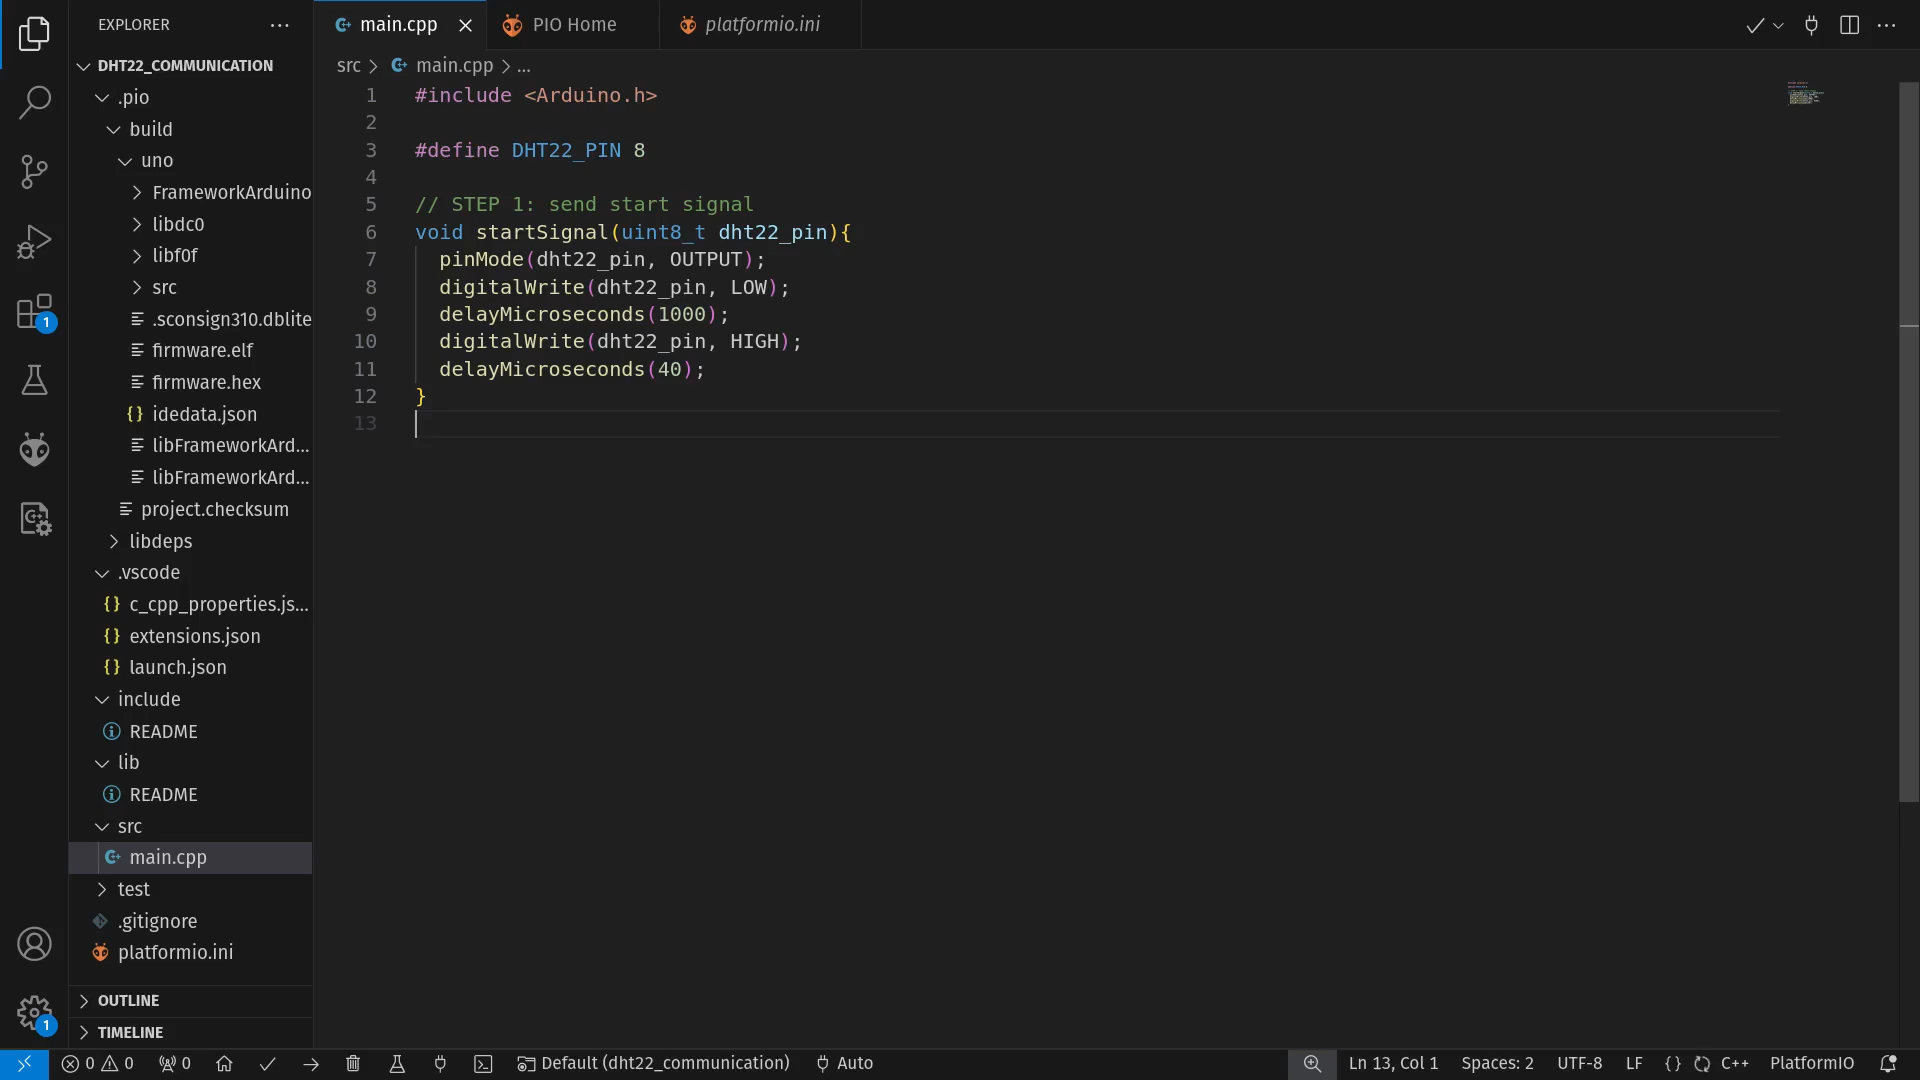 EXPLORER
main.cpp
PIO Home
platformio.ini
DHT22_COMMUNICATION
.pio
build
uno
FrameworkArduino
libdc0
libf0f
src
.sconsign310.dblite
firmware.elf
firmware.hex
idedata.json
libFrameworkArd...
libFrameworkArd...
project.checksum
libdeps
.vscode
c_cpp_properties.js...
extensions.json
launch.json
include
README
lib
README
src
main.cpp
test
.gitignore
platformio.ini
OUTLINE
TIMELINE
src > main.cpp > ...
1 #include <Arduino.h>
2
3 #define DHT22_PIN 8
4
5 // STEP 1: send start signal
6 void startSignal(uint8_t dht22_pin){
7 pinMode(dht22_pin, OUTPUT);
8 digitalWrite(dht22_pin, LOW);
9 delayMicroseconds(1000);
10 digitalWrite(dht22_pin, HIGH);
11 delayMicroseconds(40);
12 }
13
1
1
0 0 0 Default (dht22_communication) Auto Ln 13, Col 1 Spaces: 2 UTF-8 LF {} C++ PlatformIO